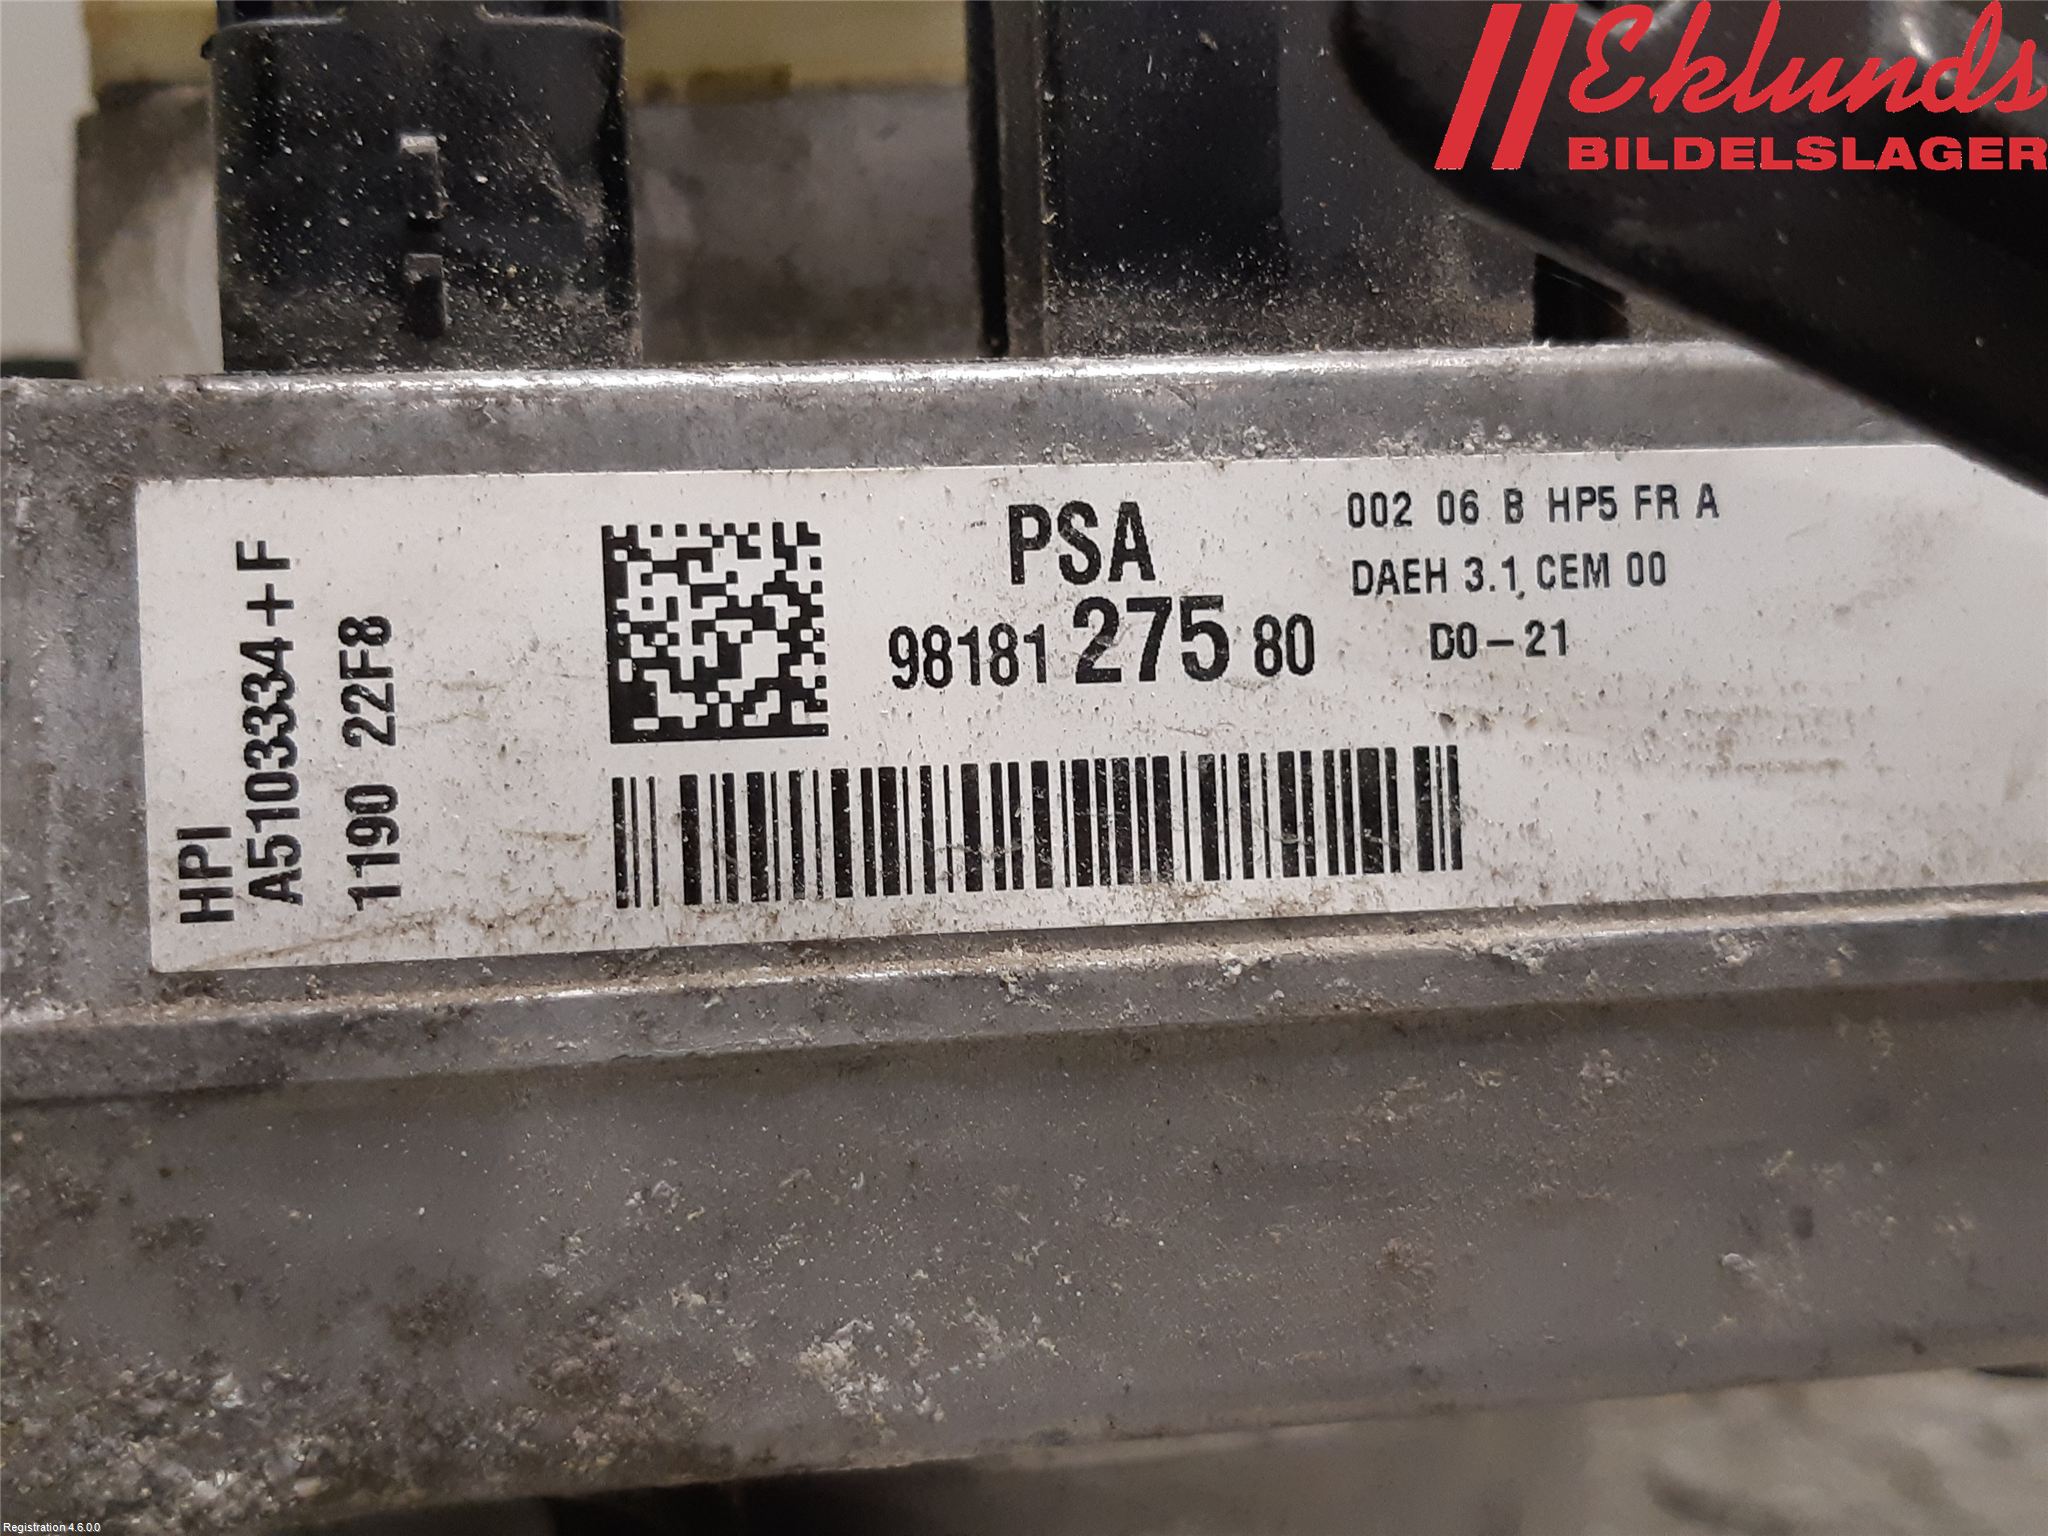 Eklunds
BILDELSLAGER
HPI
A5103334+F
1190 22F8
PSA
98181 275 80
002 06 B HP5 FR A
DAEH 3.1, CEM 00
D0-21
Registration 4.6.0.0